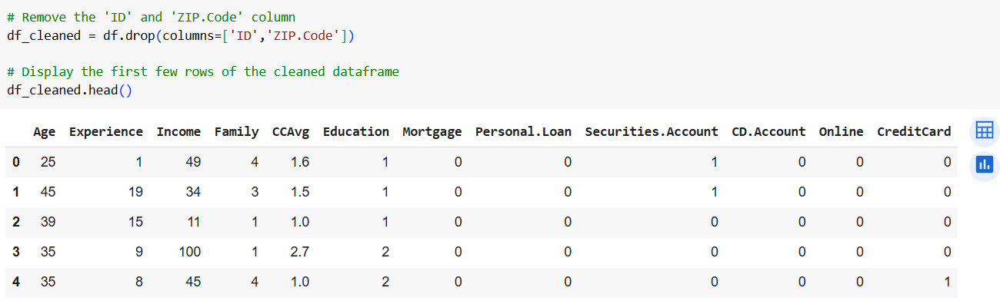 # Remove the 'ID' and 'ZIP.Code' column
df_cleaned = df.drop(columns=['ID','ZIP.Code'])
# Display the first few rows of the cleaned dataframe
df_cleaned.head()
Age Experience Income Family CCAvg Education Mortgage Personal.Loan Securities.Account CD.Account Online CreditCard
0 25 1 49 4 1.6 1 0 0 1 0 0 0
1 45 19 34 3 1.5 1 0 0 1 0 0 0
2 39 15 11 1 1.0 1 0 0 0 0 0 0
3 35 9 100 1 2.7 2 0 0 0 0 0 0
4 35 8 45 4 1.0 2 0 0 0 0 0 1